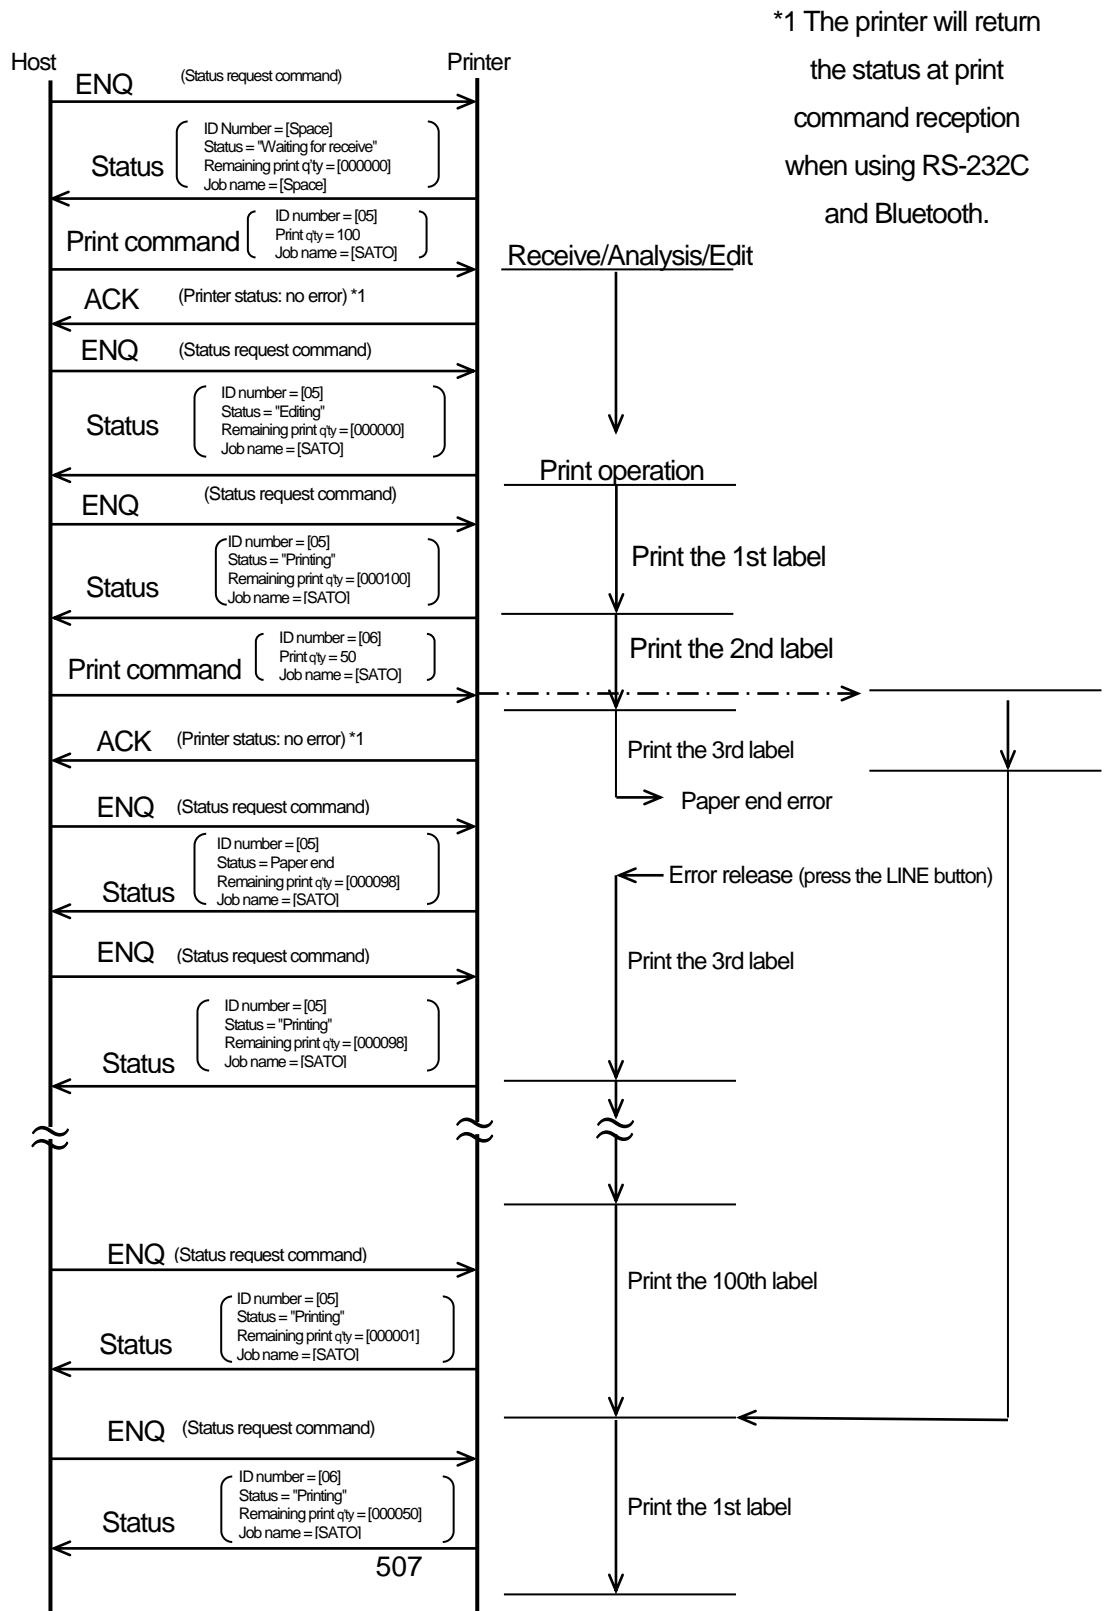 *1 The printer will return
the status at print
command reception
when using RS-232C
and Bluetooth.
Host
Printer
ENQ (Status request command)
Status
ID Number = [Space]
Status = "Waiting for receive"
Remaining print q'ty = [000000]
Job name = [Space]
Print command
ID number = [05]
Print q'ty = 100
Job name = [SATO]
Receive/Analysis/Edit
ACK (Printer status: no error) *1
ENQ (Status request command)
Status
ID number = [05]
Status = "Editing"
Remaining print q'ty = [000000]
Job name = [SATO]
Print operation
ENQ (Status request command)
Status
ID number = [05]
Status = "Printing"
Remaining print q'ty = [000100]
Job name = [SATO]
Print the 1st label
Print command
ID number = [06]
Print q'ty = 50
Job name = [SATO]
Print the 2nd label
ACK (Printer status: no error) *1
Print the 3rd label
Paper end error
ENQ (Status request command)
Status
ID number = [05]
Status = Paper end
Remaining print q'ty = [000098]
Job name = [SATO]
Error release (press the LINE button)
ENQ (Status request command)
Print the 3rd label
Status
ID number = [05]
Status = "Printing"
Remaining print q'ty = [000098]
Job name = [SATO]
ENQ (Status request command)
Print the 100th label
Status
ID number = [05]
Status = "Printing"
Remaining print q'ty = [000001]
Job name = [SATO]
ENQ (Status request command)
Status
ID number = [06]
Status = "Printing"
Remaining print q'ty = [000050]
Job name = [SATO]
Print the 1st label
507